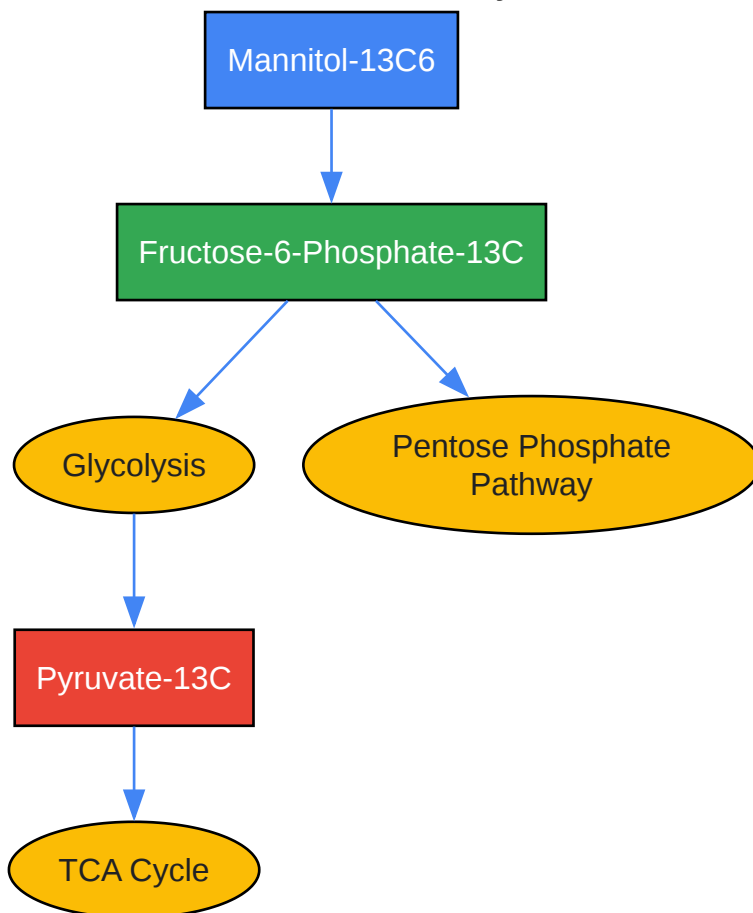 Mannitol-13C6
Fructose-6-Phosphate-13C
Glycolysis
Pentose Phosphate
Pathway
Pyruvate-13C
TCA Cycle